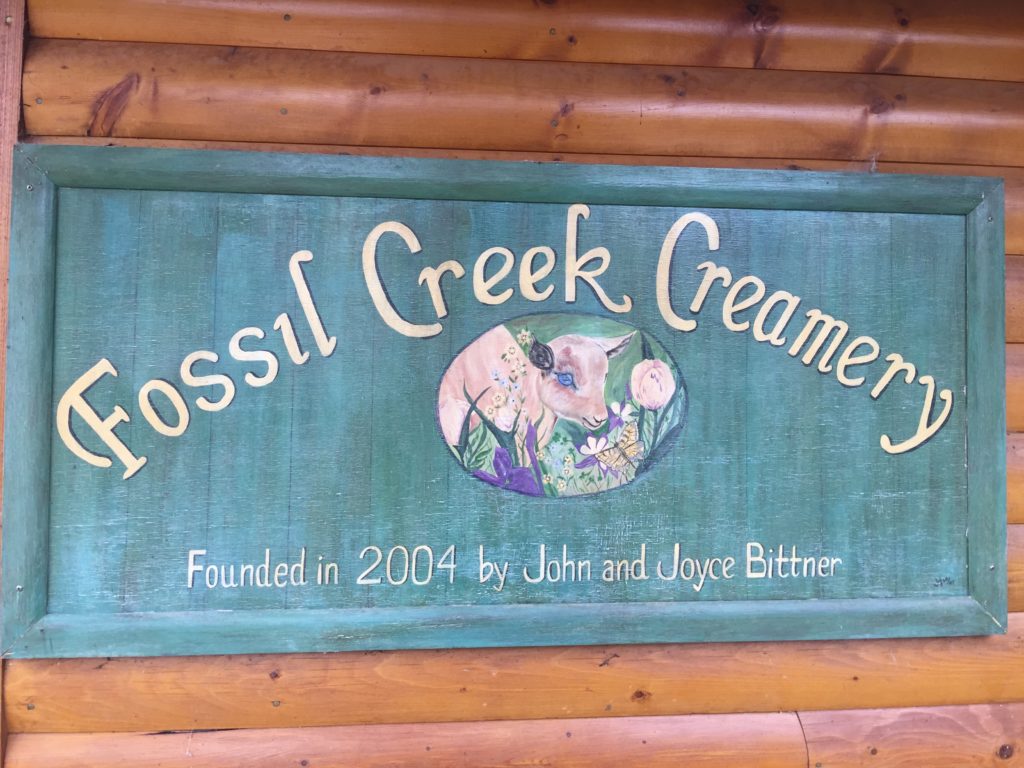 Fossil Creek Creamery
Founded in 2004 by John and Joyce Bittner